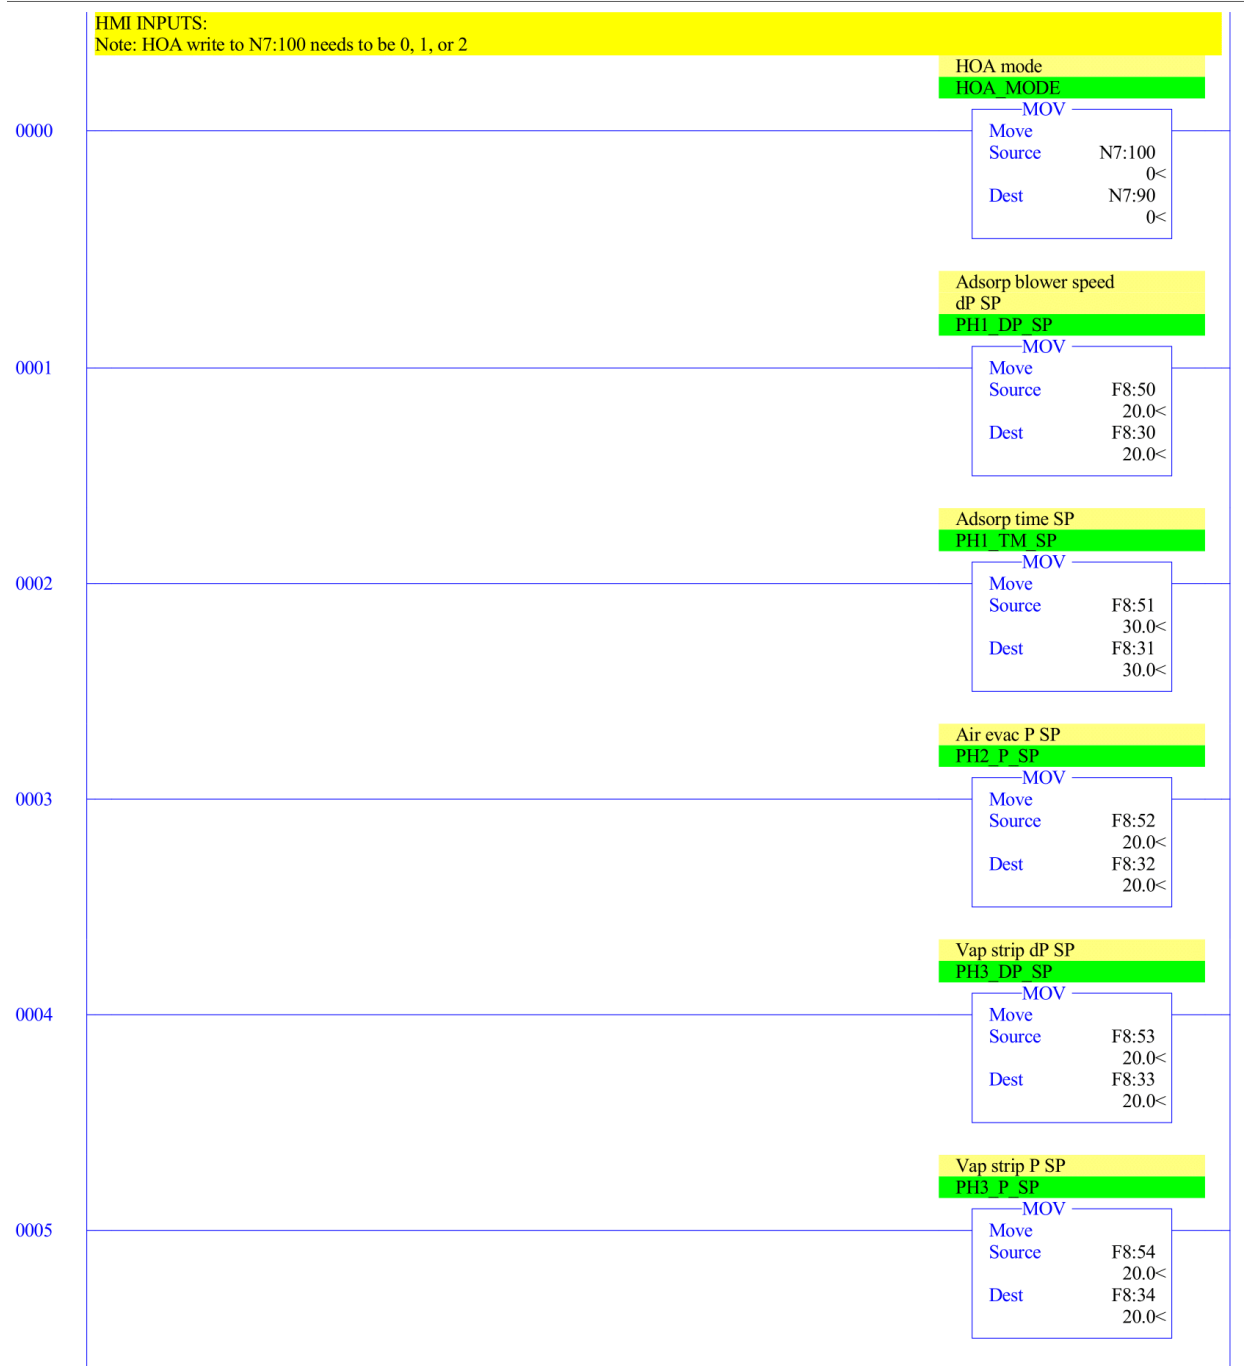 HMI INPUTS:
Note: HOA write to N7:100 needs to be 0, 1, or 2
HOA mode
HOA_MODE
MOV
0000
Move
Source N7:100
0<
Dest N7:90
0<
Adsorp blower speed
dP SP
PH1_DP_SP
MOV
0001
Move
Source F8:50
20.0<
Dest F8:30
20.0<
Adsorp time SP
PH1_TM_SP
MOV
0002
Move
Source F8:51
30.0<
Dest F8:31
30.0<
Air evac P SP
PH2_P_SP
MOV
0003
Move
Source F8:52
20.0<
Dest F8:32
20.0<
Vap strip dP SP
PH3_DP_SP
MOV
0004
Move
Source F8:53
20.0<
Dest F8:33
20.0<
Vap strip P SP
PH3_P_SP
MOV
0005
Move
Source F8:54
20.0<
Dest F8:34
20.0<